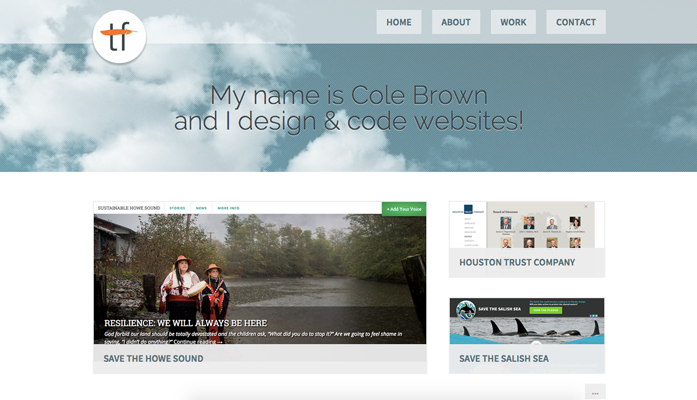 tf
HOME
ABOUT
WORK
CONTACT
My name is Cole Brown
and I design & code websites!
SUSTAINABLE HOWE SOUND
STORIES
NEWS
MORE INFO
+ Add Your Voice
RESILIENCE: WE WILL ALWAYS BE HERE
God forbid our land should be totally devastated and the children ask, "What did you do to stop it?" Are we going to feel shame in
saying, "I didn't do anything?" Continue reading →
SAVE THE HOWE SOUND
Board of Directors
HOUSTON TRUST COMPANY
SAVE THE SALISH SEA
SAVE THE SALISH SEA
...